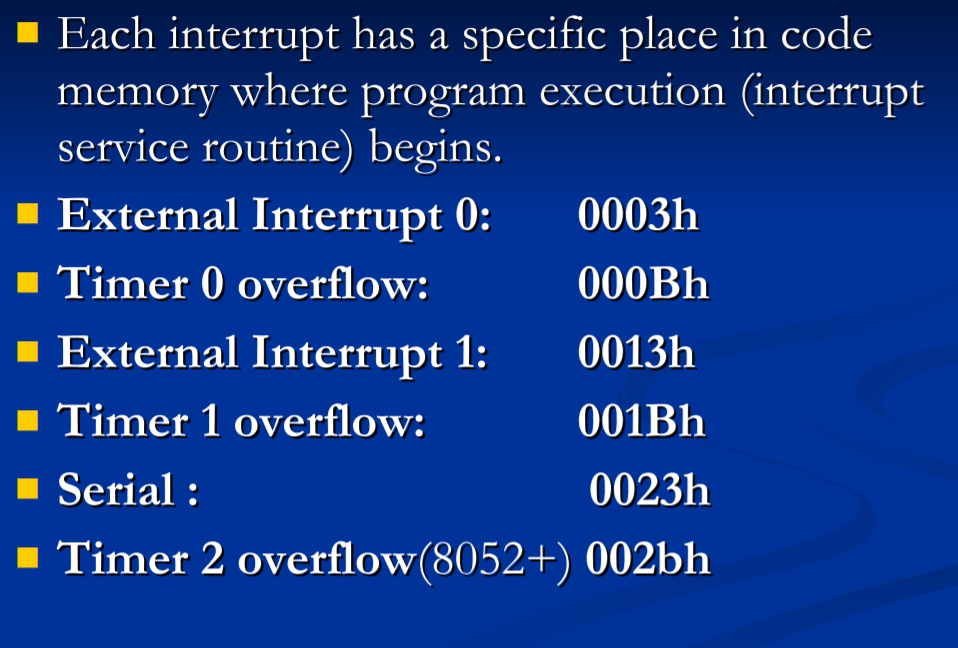 Each interrupt has a specific place in code
memory where program execution (interrupt
service routine) begins.
External Interrupt 0: 0003h
Timer 0 overflow: 000Bh
External Interrupt 1: 0013h
Timer 1 overflow: 001Bh
Serial : 0023h
Timer 2 overflow(8052+) 002bh